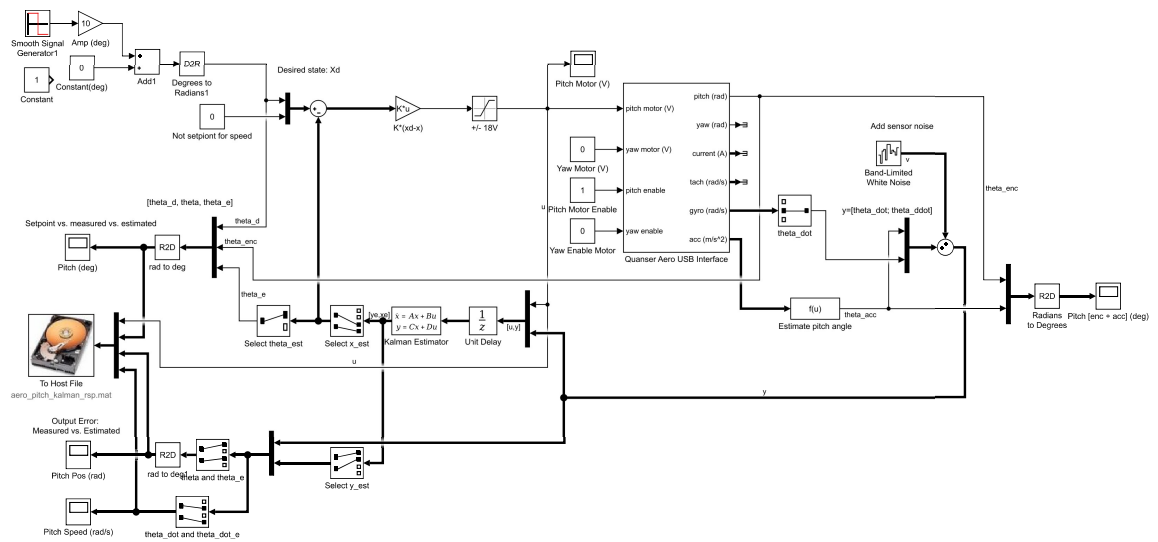 10
Smooth Signal
Generator1
Amp (deg)
1
Constant
0
Constant(deg)
Add1
D2R
Degrees to
Radians1
Desired state: Xd
0
Not setpiont for speed
K*u
K*(xd-x)
+/- 18V
Pitch Motor (V)
0
Yaw Motor (V)
1
Pitch Motor Enable
0
Yaw Enable Motor
u
pitch motor (V)
yaw motor (V)
pitch enable
yaw enable
pitch (rad)
yaw (rad)
current (A)
tach (rad/s)
gyro (rad/s)
acc (m/s^2)
Quanser Aero USB Interface
Add sensor noise
v
Band-Limited
White Noise
theta_enc
theta_dot
y=[theta_dot; theta_ddot]
f(u)
Estimate pitch angle
theta_acc
R2D
Radians
to Degrees
Pitch [enc + acc] (deg)
[theta_d, theta, theta_e]
theta_d
theta_enc
theta_e
Setpoint vs. measured vs. estimated
Pitch (deg)
R2D
rad to deg
Select theta_est
Select x_est
[ye,xe]
ẋ = Ax + Bu
y = Cx + Du
Kalman Estimator
1
z
Unit Delay
[u,y]
u
y
To Host File
aero_pitch_kalman_rsp.mat
Output Error:
Measured vs. Estimated
Pitch Pos (rad)
R2D
rad to deg1
theta and theta_e
Select y_est
Pitch Speed (rad/s)
theta_dot and theta_dot_e